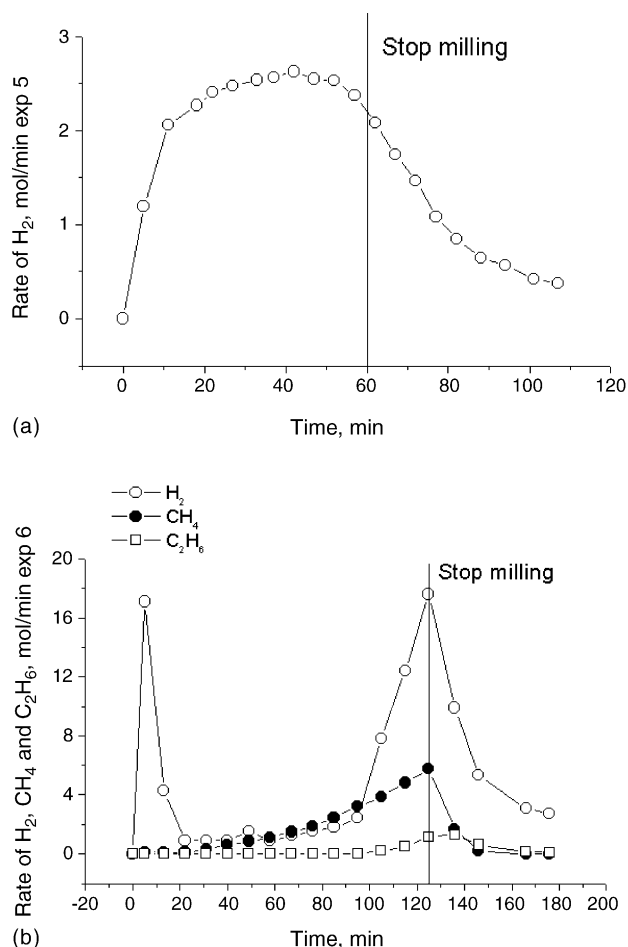 3
2
1
0
Rate of H₂, mol/min exp 5
Stop milling
0 20 40 60 80 100 120
Time, min
(a)
H₂
CH₄
C₂H₆
20
16
12
8
4
0
Rate of H₂, CH₄ and C₂H₆, mol/min exp 6
Stop milling
-20 0 20 40 60 80 100 120 140 160 180 200
Time, min
(b)